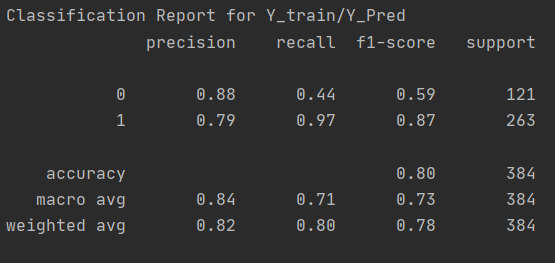 Classification Report for Y_train/Y_Pred
precision recall f1-score support
0 0.88 0.44 0.59 121
1 0.79 0.97 0.87 263
accuracy 0.80 384
macro avg 0.84 0.71 0.73 384
weighted avg 0.82 0.80 0.78 384